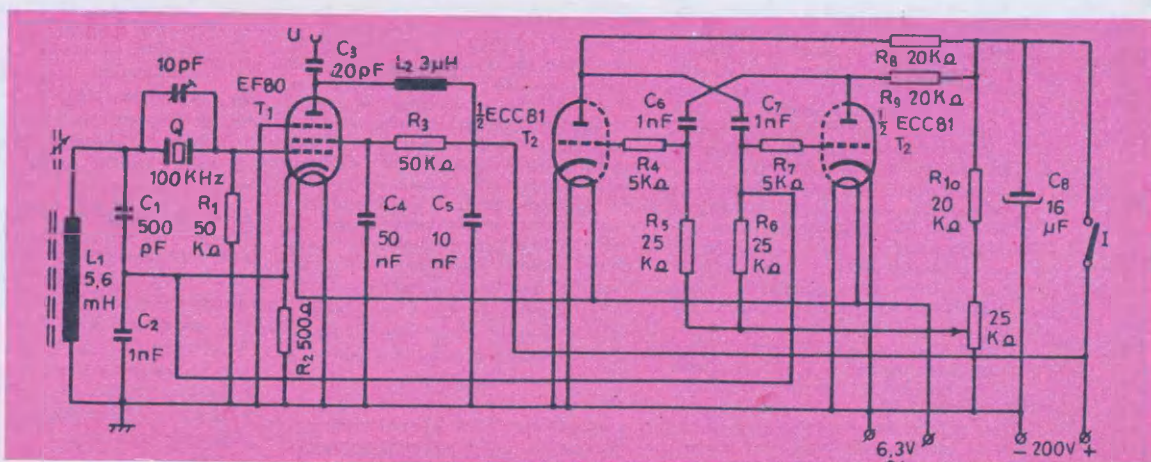 U
C3
20pF
L2 3μH
10pF
EF80
T1
Q
100KHz
R1
50
KΩ
C1
500
pF
L1
5,6
mH
C2
1nF
R2 500Ω
R3
50KΩ
C4
50
nF
C5
10
nF
½ ECC81
T2
C6
1nF
C7
1nF
R4
5KΩ
R7
5KΩ
R5
25
KΩ
R6
25
KΩ
R8 20KΩ
R9 20KΩ
½ ECC81
T2
R10
20
KΩ
C8
16
μF
I
25
KΩ
6,3V
- 200V +